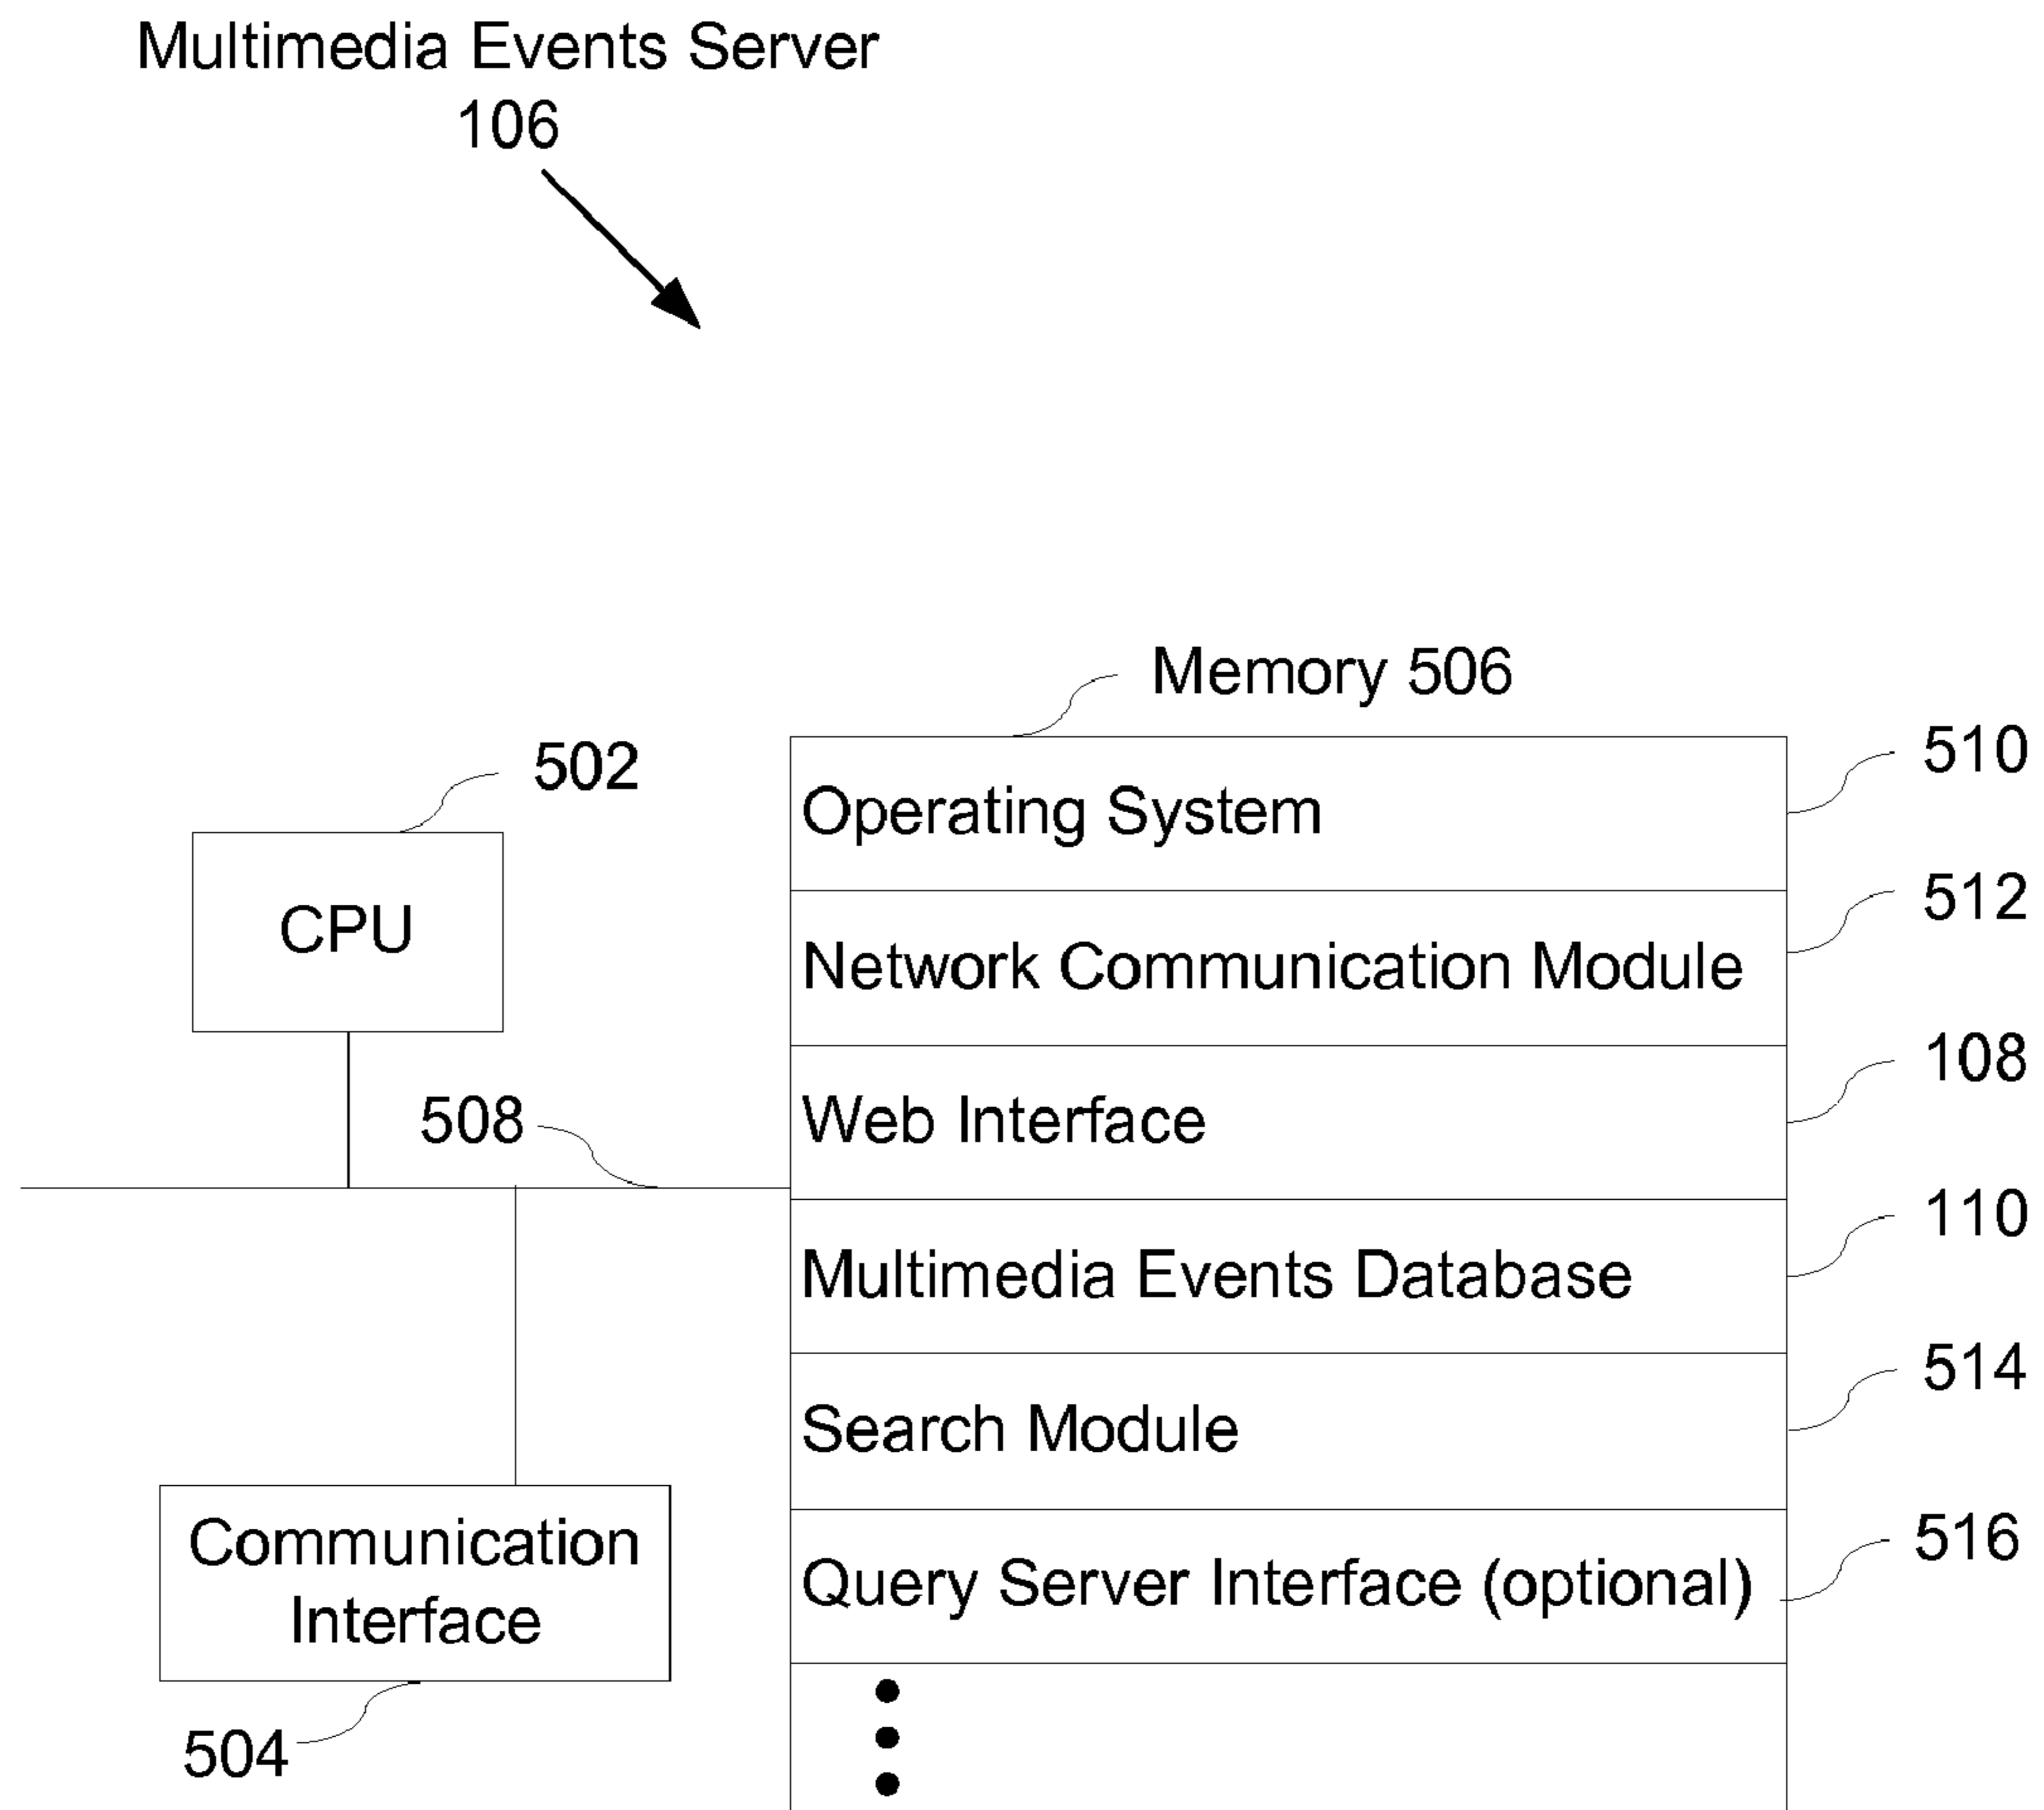 Multimedia Events Server
106
Memory 506
502
CPU
508
Communication
Interface
504
Operating System
510
Network Communication Module
512
Web Interface
108
Multimedia Events Database
110
Search Module
514
Query Server Interface (optional)
516